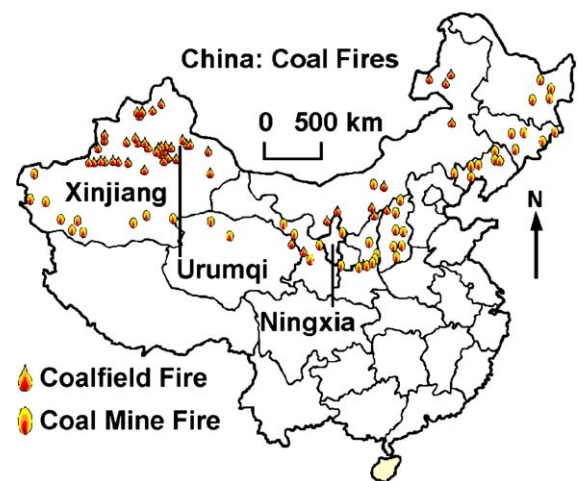 China: Coal Fires
0 500 km
Xinjiang
N
Urumqi
Ningxia
Coalfield Fire
Coal Mine Fire